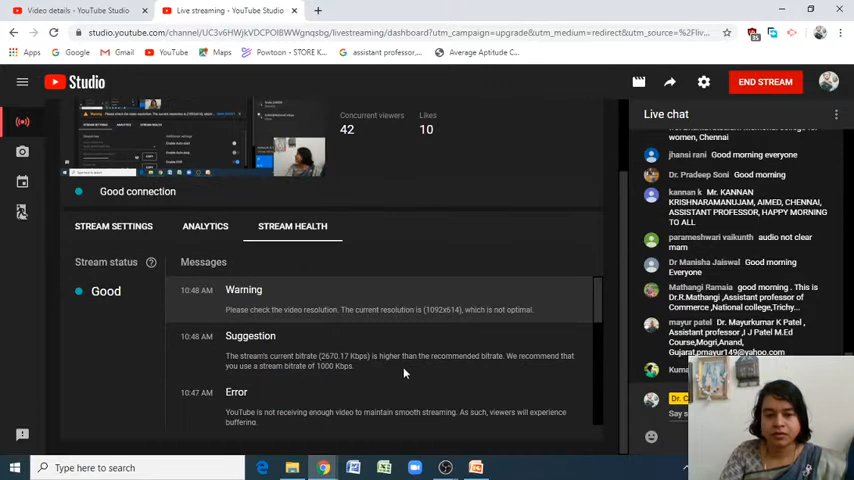 Video details - YouTube Studio
Live streaming - YouTube Studio
studio.youtube.com/channel/UC3v6HWjkVDCPOIB8WWgnqsbg/livestreaming/dashboard?utm_campaign=upgrade&utm_medium=redirect&utm_source=%2Fliv...
Apps
Google
Gmail
YouTube
Maps
Powtoon - STORE K...
assistant professor,...
Average Aptitude C...
Studio
END STREAM
Concurrent viewers
Likes
42
10
Good connection
STREAM SETTINGS
ANALYTICS
STREAM HEALTH
Stream status
Messages
Good
10:48 AM
Warning
Please check the video resolution. The current resolution is (1092x614), which is not optimal.
10:48 AM
Suggestion
The stream's current bitrate (2670.17 Kbps) is higher than the recommended bitrate. We recommend that
you use a stream bitrate of 1000 Kbps.
10:47 AM
Error
YouTube is not receiving enough video to maintain smooth streaming. As such, viewers will experience
buffering.
Live chat
women, Chennai
jhansi rani Good morning everyone
Dr. Pradeep Soni Good morning
kannan k Mr. KANNAN
KRISHNARAMANUJAM, AIMED, CHENNAI,
ASSISTANT PROFESSOR, HAPPY MORNING
TO ALL
parameshwari vaikunth audio not clear
mam
Dr Manisha Jaiswal Good morning
Everyone
Mathangi Ramaia good morning . This is
Dr.R.Mathangi ,Assistant professor of
Commerce ,National college,Trichy...
mayur patel Dr. Mayurkumar K Patel ,
Assistant professor , I J Patel M.Ed
Course,Mogri,Anand,
Gujarat.pmayur149@yahoo.com
Kuma
Dr. C
Say s
Type here to search